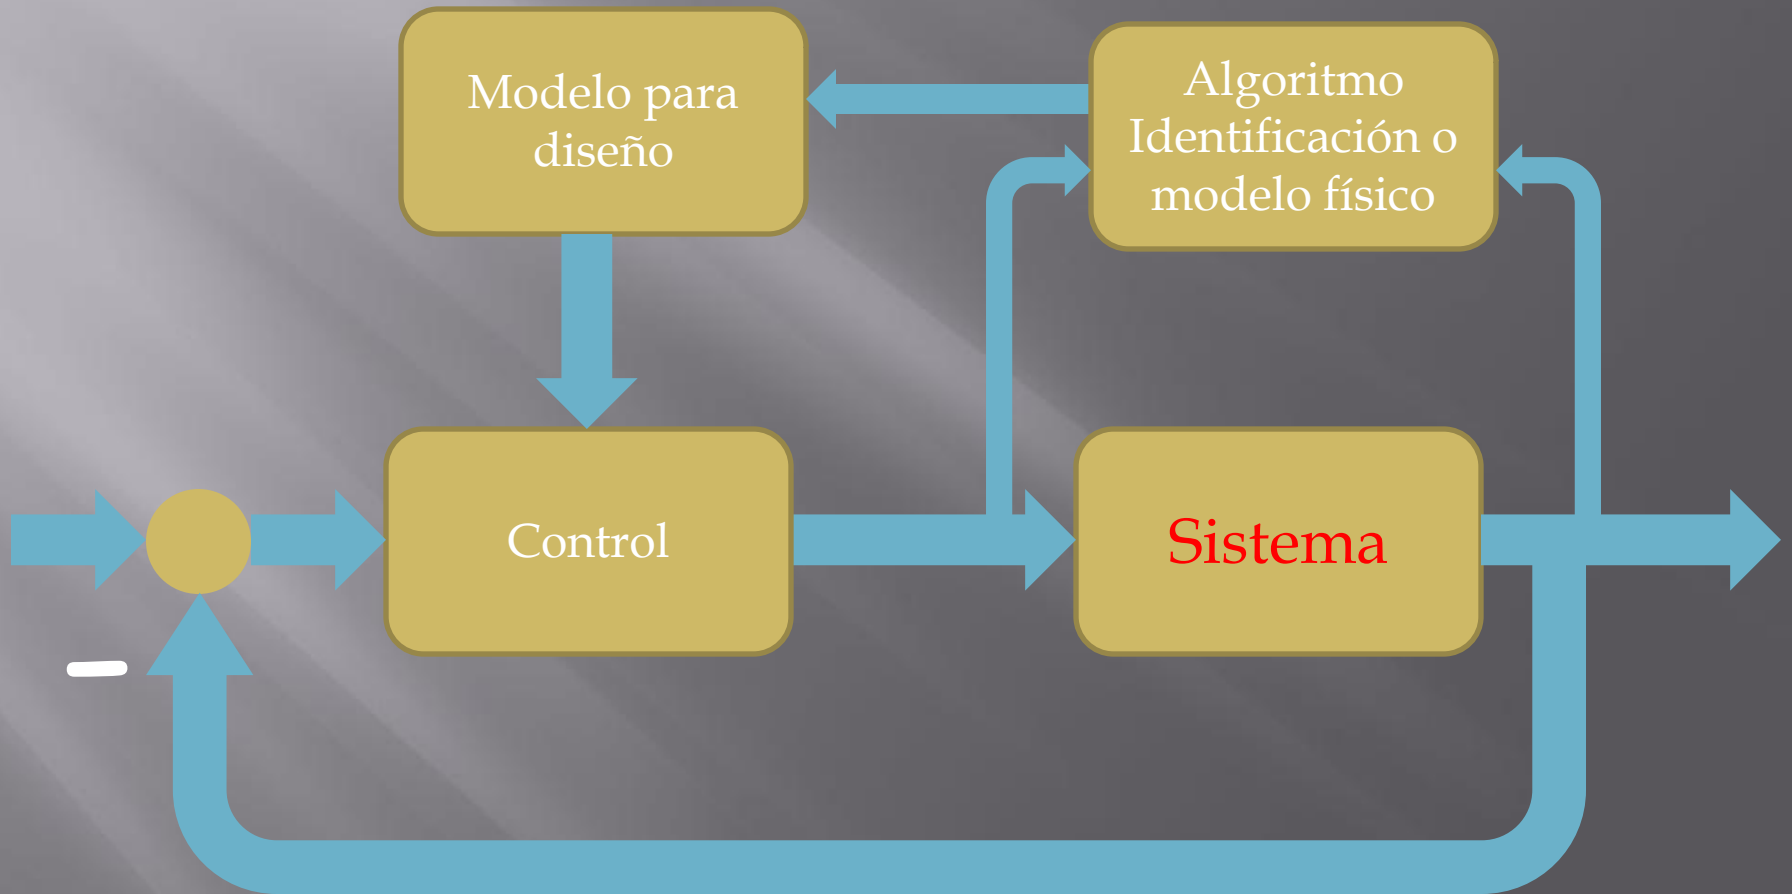 Modelo para
diseño
Algoritmo
Identificación o
modelo físico
Control
Sistema
–